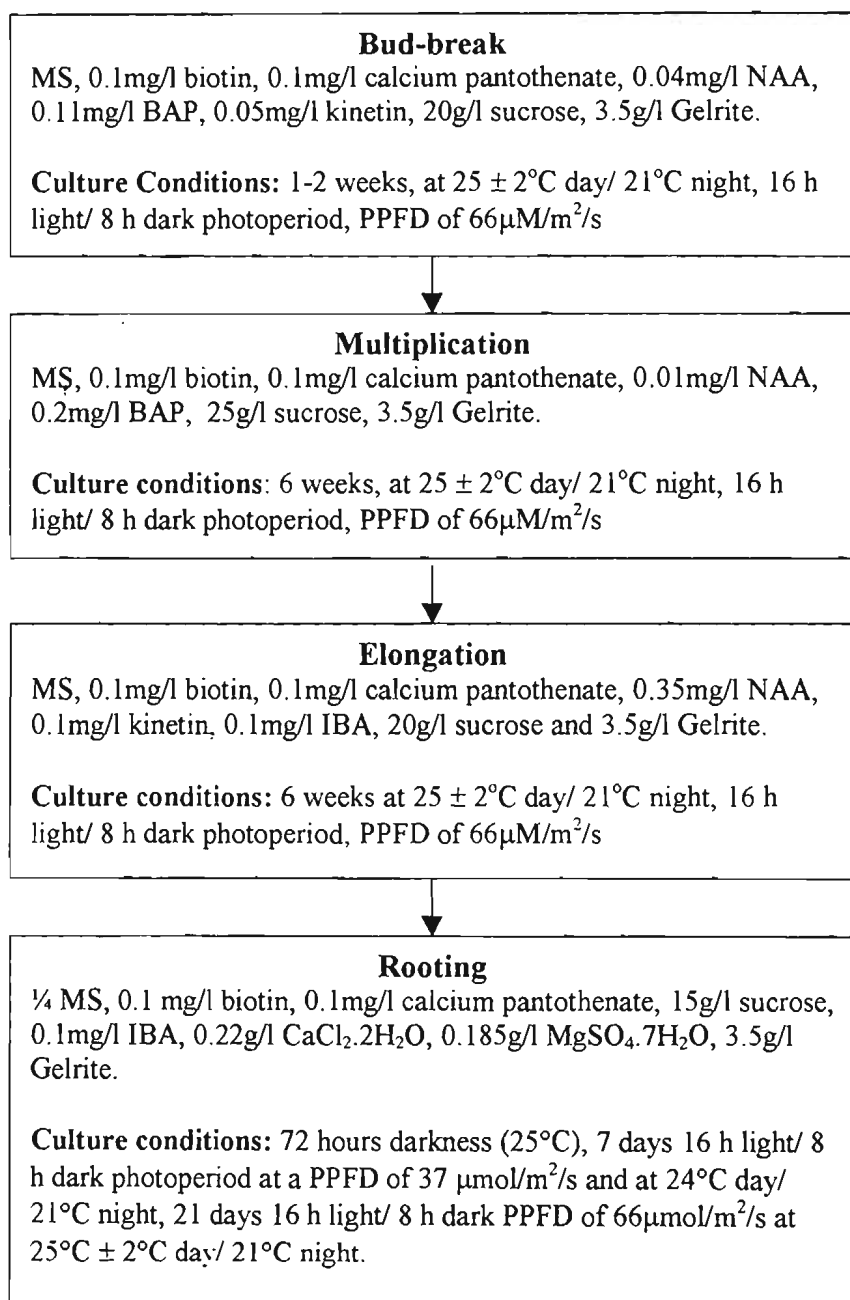 Bud-break
MS, 0.1mg/l biotin, 0.1mg/l calcium pantothenate, 0.04mg/l NAA,
0.11mg/l BAP, 0.05mg/l kinetin, 20g/l sucrose, 3.5g/l Gelrite.
Culture Conditions: 1-2 weeks, at 25 ± 2°C day/ 21°C night, 16 h
light/ 8 h dark photoperiod, PPFD of 66µM/m²/s
Multiplication
MS, 0.1mg/l biotin, 0.1mg/l calcium pantothenate, 0.01mg/l NAA,
0.2mg/l BAP, 25g/l sucrose, 3.5g/l Gelrite.
Culture conditions: 6 weeks, at 25 ± 2°C day/ 21°C night, 16 h
light/ 8 h dark photoperiod, PPFD of 66µM/m²/s
Elongation
MS, 0.1mg/l biotin, 0.1mg/l calcium pantothenate, 0.35mg/l NAA,
0.1mg/l kinetin, 0.1mg/l IBA, 20g/l sucrose and 3.5g/l Gelrite.
Culture conditions: 6 weeks at 25 ± 2°C day/ 21°C night, 16 h
light/ 8 h dark photoperiod, PPFD of 66µM/m²/s
Rooting
¼ MS, 0.1 mg/l biotin, 0.1mg/l calcium pantothenate, 15g/l sucrose,
0.1mg/l IBA, 0.22g/l CaCl₂.2H₂O, 0.185g/l MgSO₄.7H₂O, 3.5g/l
Gelrite.
Culture conditions: 72 hours darkness (25°C), 7 days 16 h light/ 8
h dark photoperiod at a PPFD of 37 µmol/m²/s and at 24°C day/
21°C night, 21 days 16 h light/ 8 h dark PPFD of 66µmol/m²/s at
25°C ± 2°C day/ 21°C night.